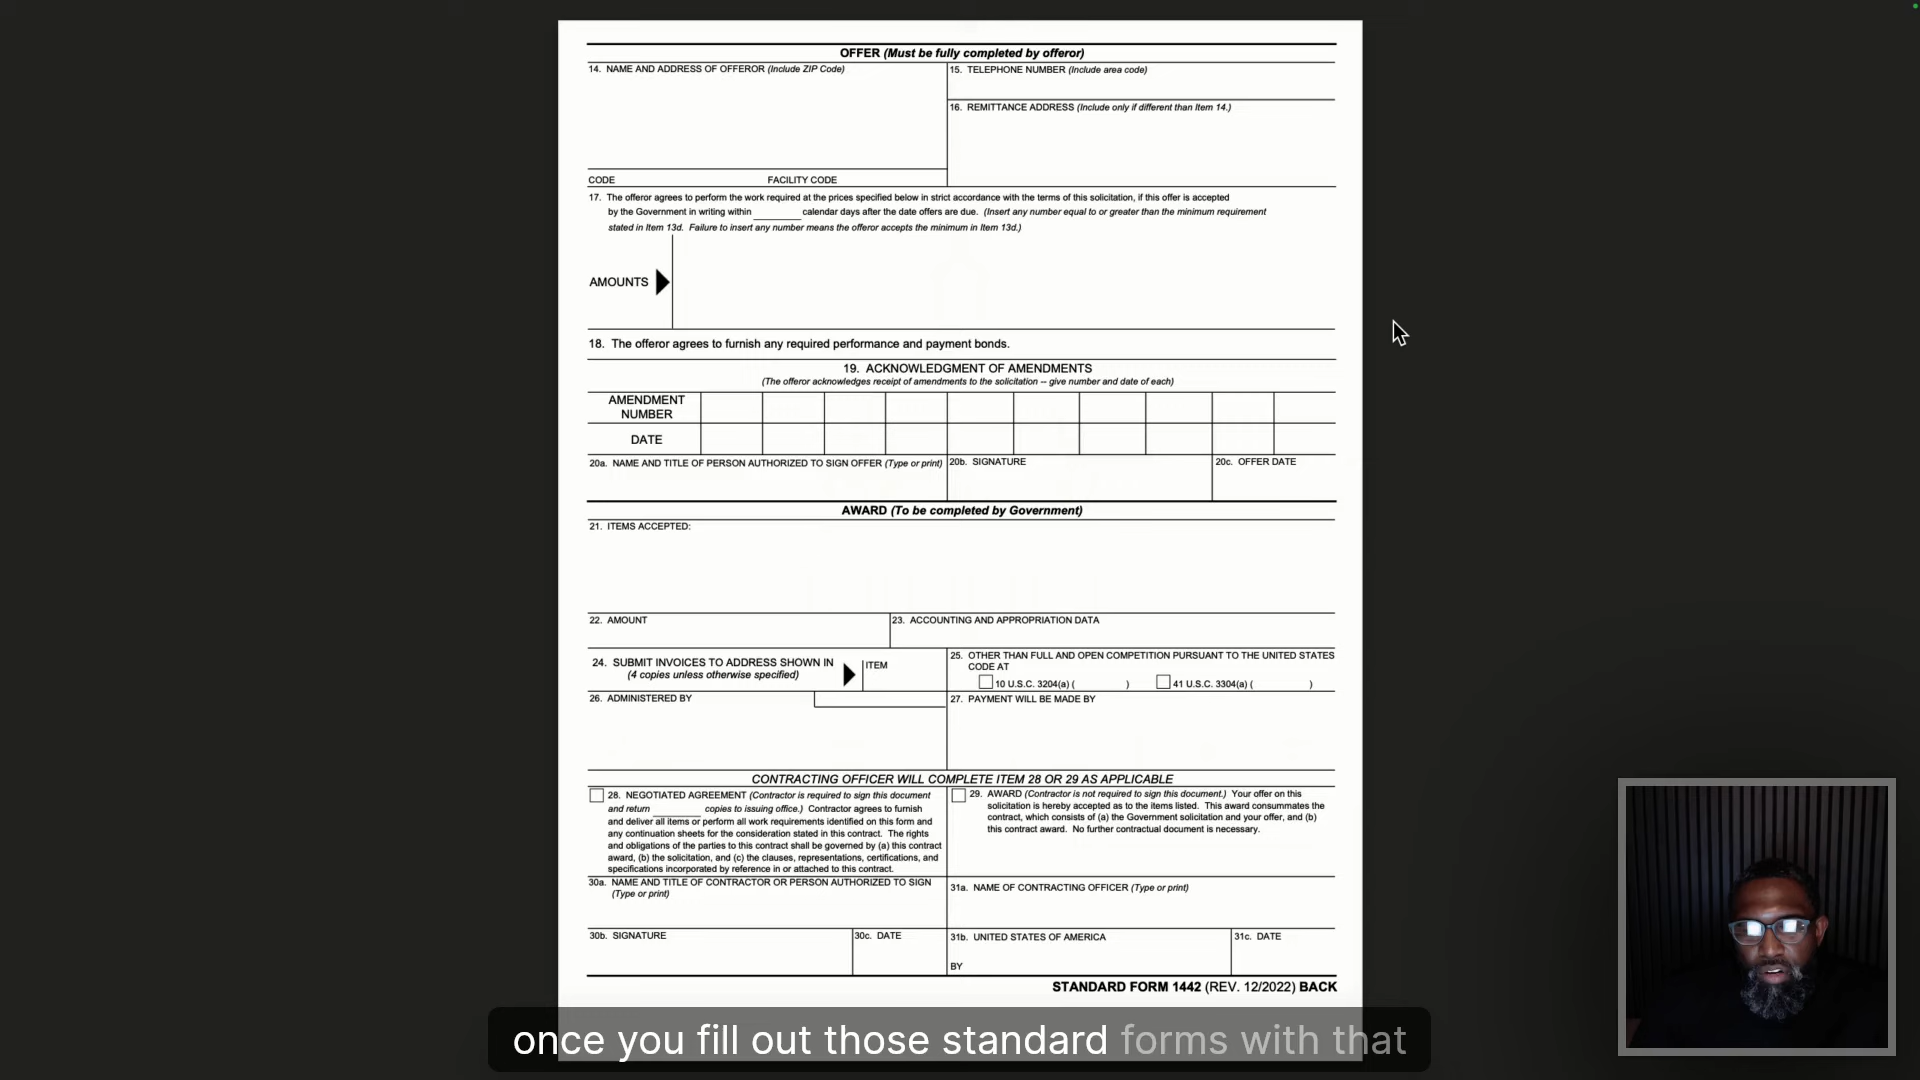 OFFER (Must be fully completed by offeror)
14. NAME AND ADDRESS OF OFFEROR (Include ZIP Code)
15. TELEPHONE NUMBER (Include area code)
16. REMITTANCE ADDRESS (Include only if different than Item 14.)
CODE
FACILITY CODE
17. The offeror agrees to perform the work required at the prices specified below in strict accordance with the terms of this solicitation, if this offer is accepted
by the Government in writing within ________ calendar days after the date offers are due. (Insert any number equal to or greater than the minimum requirement
stated in Item 13d. Failure to insert any number means the offeror accepts the minimum in Item 13d.)
AMOUNTS
18. The offeror agrees to furnish any required performance and payment bonds.
19. ACKNOWLEDGMENT OF AMENDMENTS
(The offeror acknowledges receipt of amendments to the solicitation -- give number and date of each)
AMENDMENT
NUMBER
DATE
20a. NAME AND TITLE OF PERSON AUTHORIZED TO SIGN OFFER (Type or print)
20b. SIGNATURE
20c. OFFER DATE
AWARD (To be completed by Government)
21. ITEMS ACCEPTED:
22. AMOUNT
23. ACCOUNTING AND APPROPRIATION DATA
24. SUBMIT INVOICES TO ADDRESS SHOWN IN
(4 copies unless otherwise specified)
ITEM
25. OTHER THAN FULL AND OPEN COMPETITION PURSUANT TO THE UNITED STATES
CODE AT
10 U.S.C. 3204(a) ( )
41 U.S.C. 3304(a) ( )
26. ADMINISTERED BY
27. PAYMENT WILL BE MADE BY
CONTRACTING OFFICER WILL COMPLETE ITEM 28 OR 29 AS APPLICABLE
28. NEGOTIATED AGREEMENT (Contractor is required to sign this document
and return ________ copies to issuing office.) Contractor agrees to furnish
and deliver all items or perform all work requirements identified on this form and
any continuation sheets for the consideration stated in this contract. The rights
and obligations of the parties to this contract shall be governed by (a) this contract
award, (b) the solicitation, and (c) the clauses, representations, certifications, and
specifications incorporated by reference in or attached to this contract.
29. AWARD (Contractor is not required to sign this document.) Your offer on this
solicitation is hereby accepted as to the items listed. This award consummates the
contract, which consists of (a) the Government solicitation and your offer, and (b)
this contract award. No further contractual document is necessary.
30a. NAME AND TITLE OF CONTRACTOR OR PERSON AUTHORIZED TO SIGN
(Type or print)
31a. NAME OF CONTRACTING OFFICER (Type or print)
30b. SIGNATURE
30c. DATE
31b. UNITED STATES OF AMERICA
BY
31c. DATE
STANDARD FORM 1442 (REV. 12/2022) BACK
once you fill out those standard forms with that